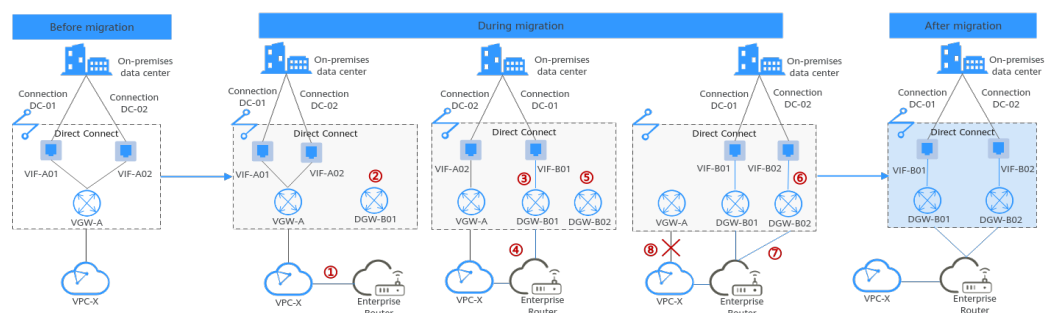 Before migration
During migration
After migration
On-premises
data center
Connection
DC-01
Connection
DC-02
Direct Connect
VIF-A01
VIF-A02
VGW-A
VPC-X
On-premises
data center
Connection
DC-01
Connection
DC-02
Direct Connect
VIF-A01
VIF-A02
②
VGW-A
DGW-B01
①
VPC-X
Enterprise
Router
On-premises
data center
Connection
DC-02
Connection
DC-01
Direct Connect
VIF-A02
VIF-B01
③
⑤
VGW-A
DGW-B01
DGW-B02
④
VPC-X
Enterprise
Router
On-premises
data center
Connection
DC-01
Connection
DC-02
Direct Connect
VIF-B01
VIF-B02
⑥
VGW-A
DGW-B01
DGW-B02
⑧
⑦
VPC-X
Enterprise
Router
On-premises
data center
Connection
DC-01
Connection
DC-02
Direct Connect
VIF-B01
VIF-B02
DGW-B01
DGW-B02
VPC-X
Enterprise
Router